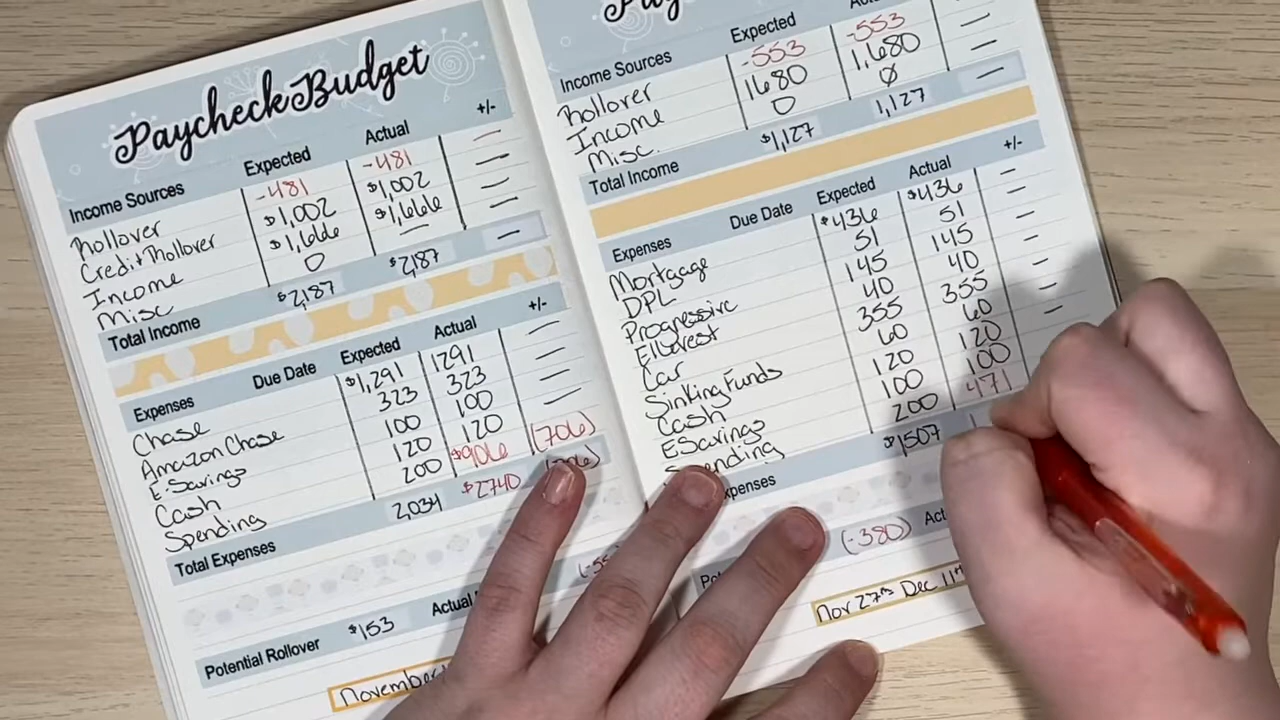 Paycheck Budget
Income Sources Expected Actual +/-
Rollover -481 -481 —
Credit Rollover $1,002 $1,002 —
Income $1,666 $1,666 —
Misc 0 — —
Total Income $2,187 $2,187 —
Expenses Due Date Expected Actual +/-
Chase $1,291 1291 —
Amazon Chase 323 323 —
E.Savings 100 100 —
Cash 120 120 —
Spending 200 $906 (706)
Total Expenses 2,034 $2740
Potential Rollover $153 Actual
November
Income Sources Expected
Rollover -553 -553 —
Income 1680 1,680 —
Misc. 0 Ø —
Total Income $1,127 1,127 —
Expenses Due Date Expected Actual +/-
Mortgage $436 $436 —
DPL 51 51 —
Progressive 145 145 —
Ellevest 40 40 —
Car 355 355 —
Sinking Funds 60 60 —
Cash 120 120
E Savings 100 100
Spending 200 471
Expenses $1507
(-380)
Nov 27th Dec 11th